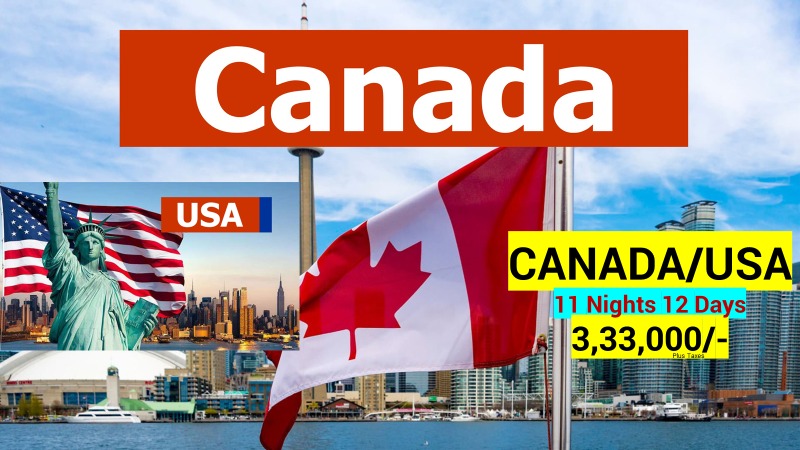 Canada
USA
CANADA/USA
11 Nights 12 Days
3,33,000/-
Plus Taxes